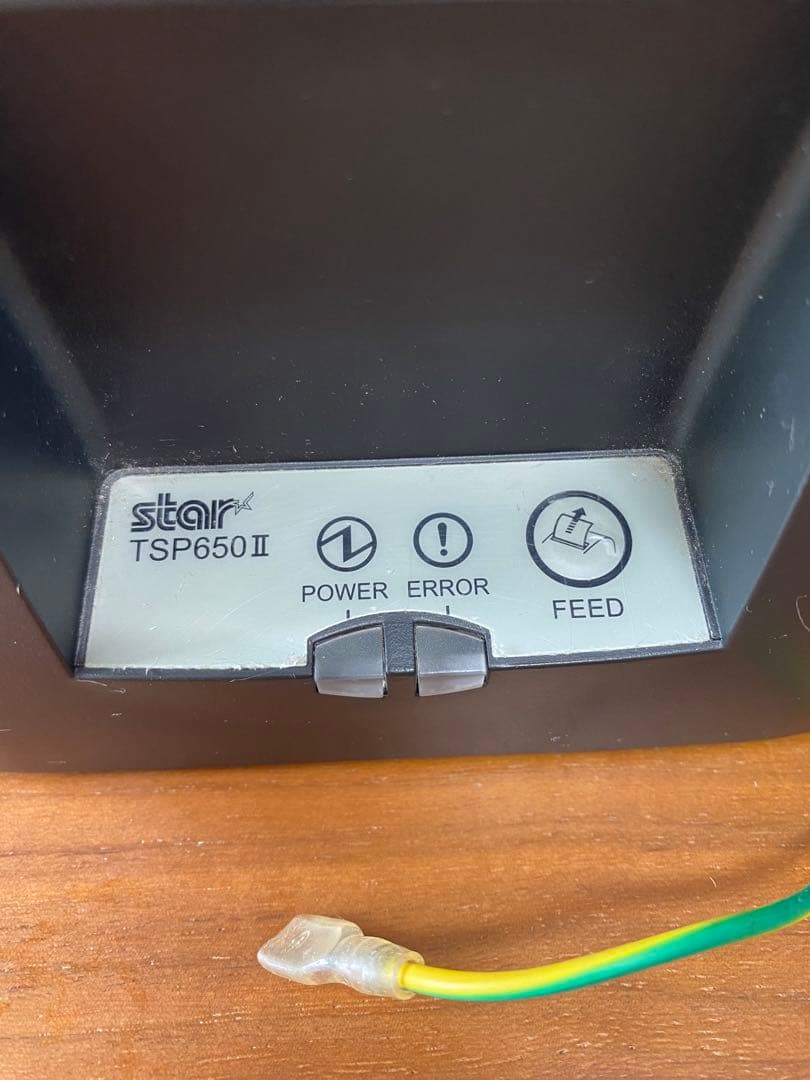 star
TSP650II
POWER
ERROR
FEED